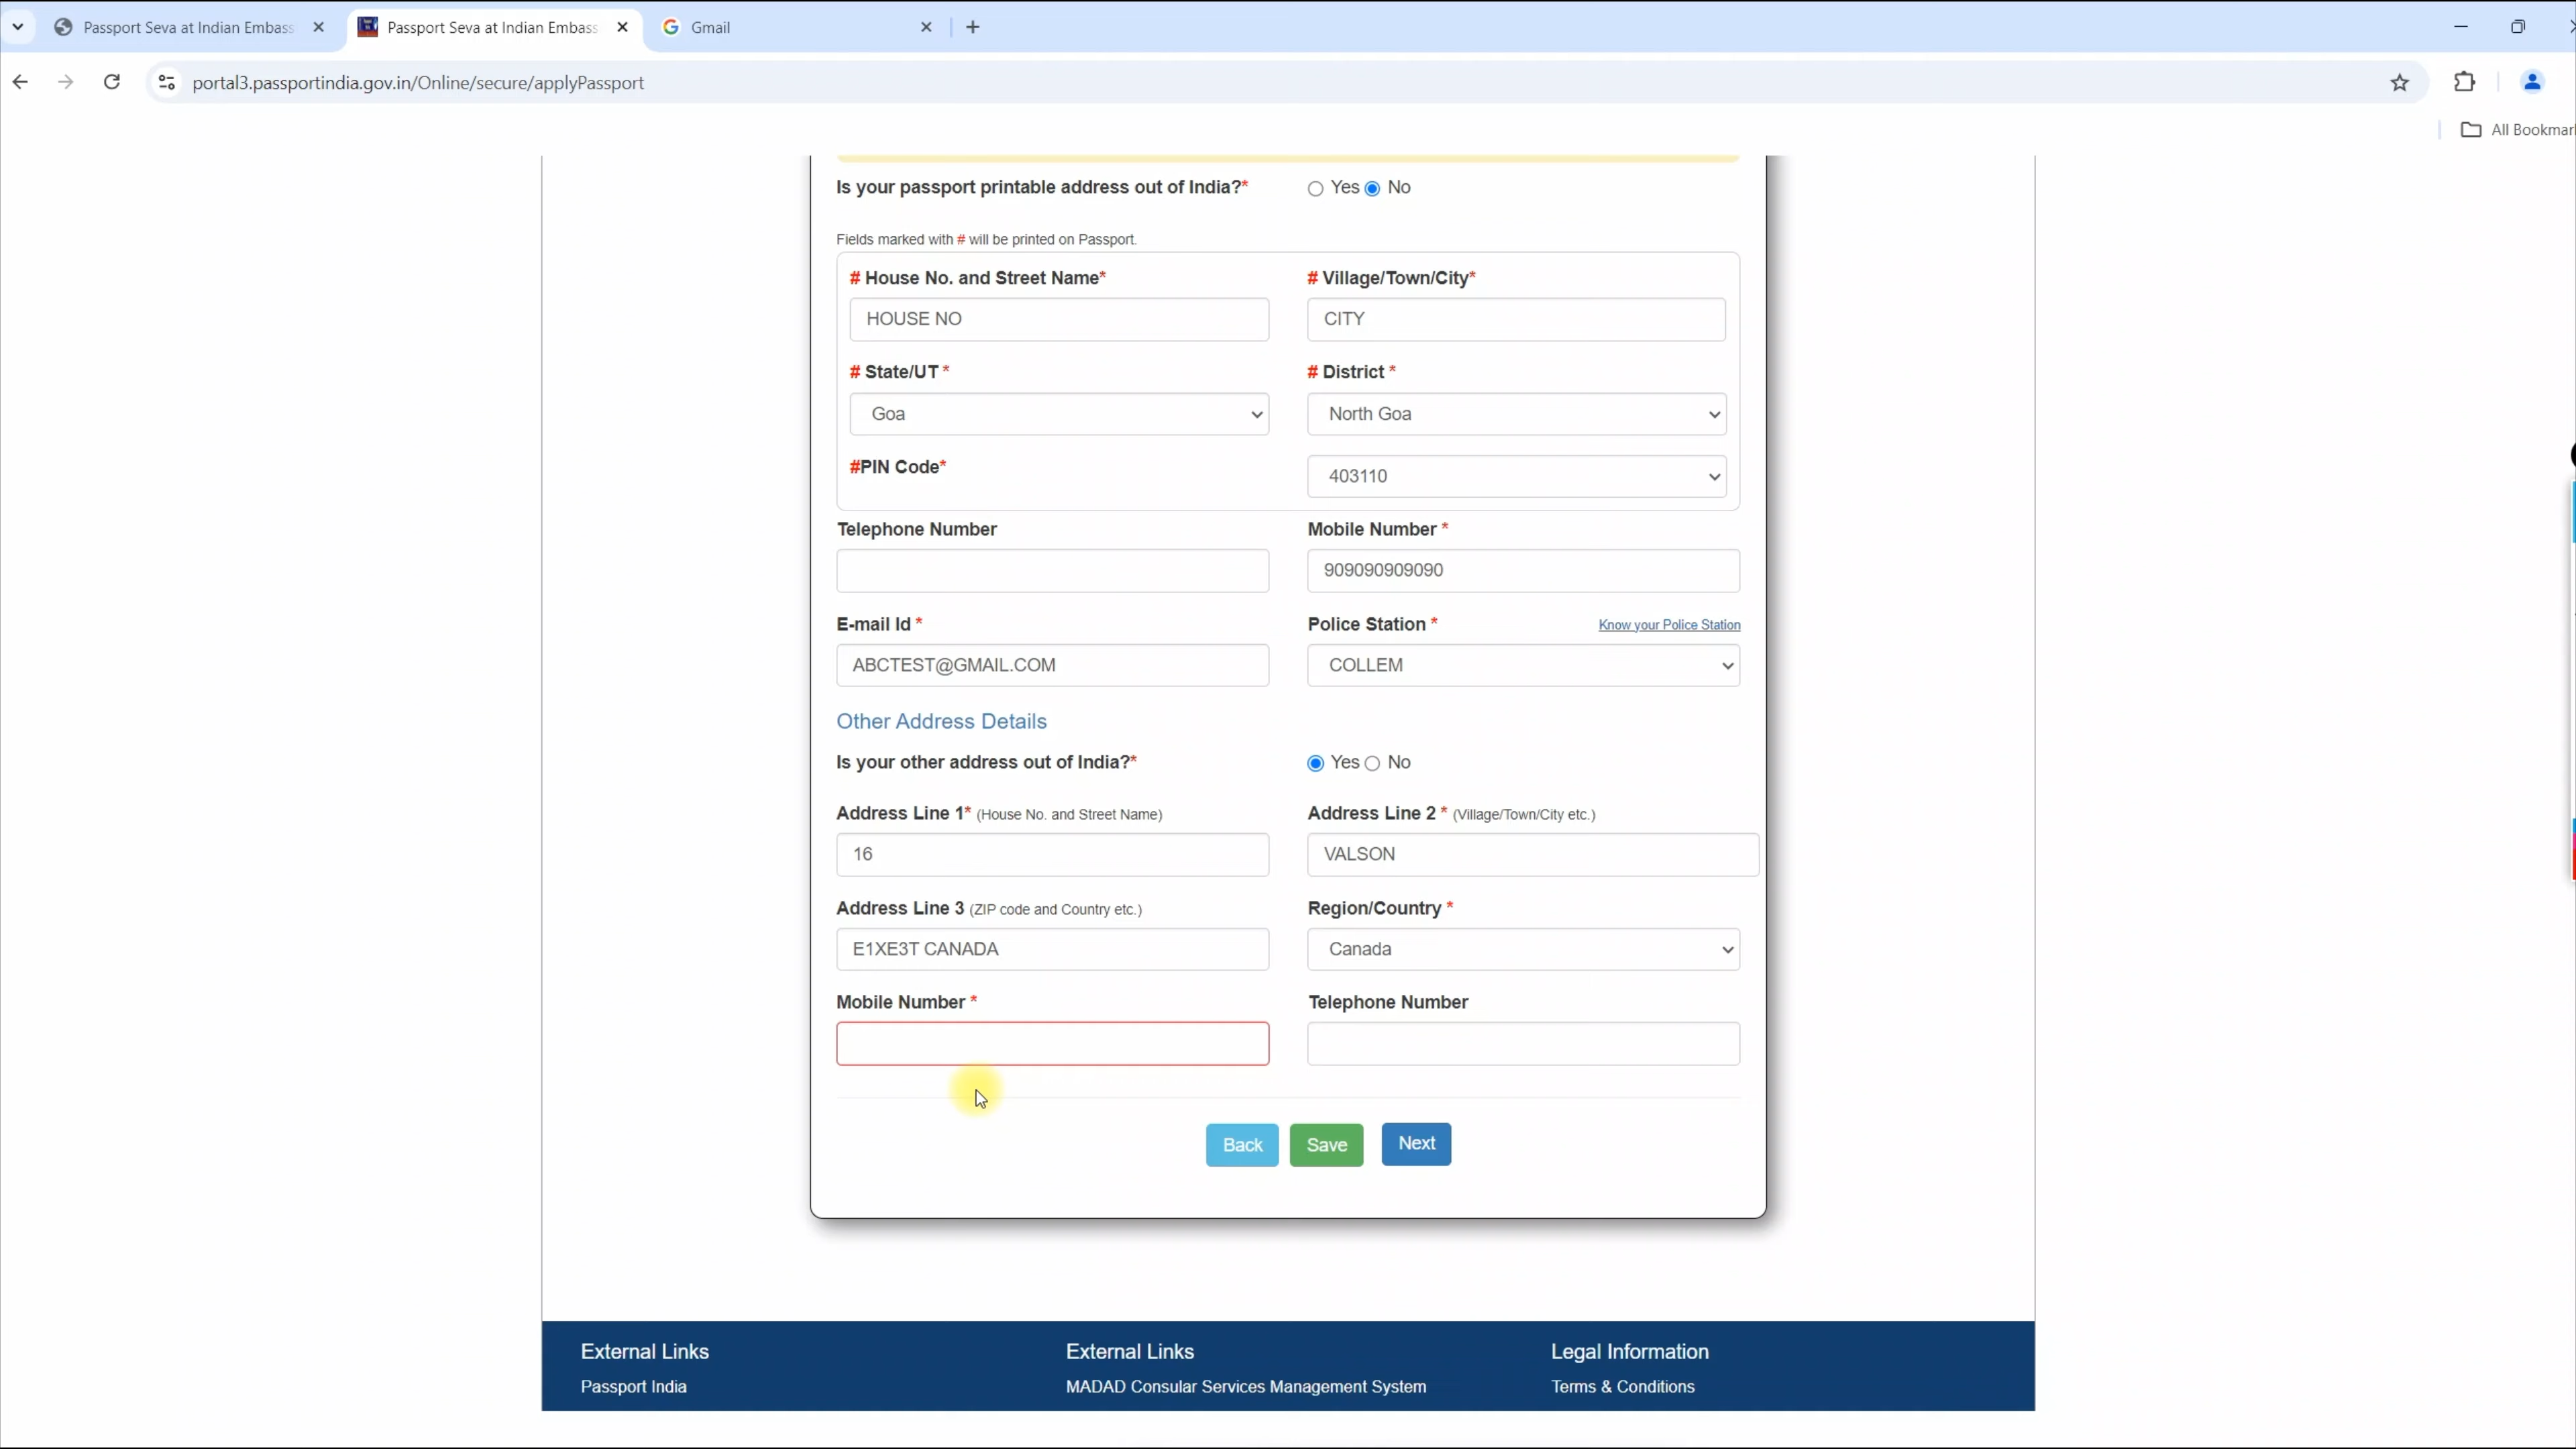 Passport Seva at Indian Embass
Passport Seva at Indian Embass
Gmail
portal3.passportindia.gov.in/Online/secure/applyPassport
All Bookmar
Is your passport printable address out of India?* Yes No
Fields marked with # will be printed on Passport.
# House No. and Street Name* # Village/Town/City*
HOUSE NO CITY
# State/UT * # District *
Goa North Goa
#PIN Code* 403110
Telephone Number Mobile Number *
909090909090
E-mail Id * Police Station * Know your Police Station
ABCTEST@GMAIL.COM COLLEM
Other Address Details
Is your other address out of India?* Yes No
Address Line 1* (House No. and Street Name) Address Line 2 * (Village/Town/City etc.)
16 VALSON
Address Line 3 (ZIP code and Country etc.) Region/Country *
E1XE3T CANADA Canada
Mobile Number * Telephone Number
Back Save Next
External Links External Links Legal Information
Passport India MADAD Consular Services Management System Terms & Conditions